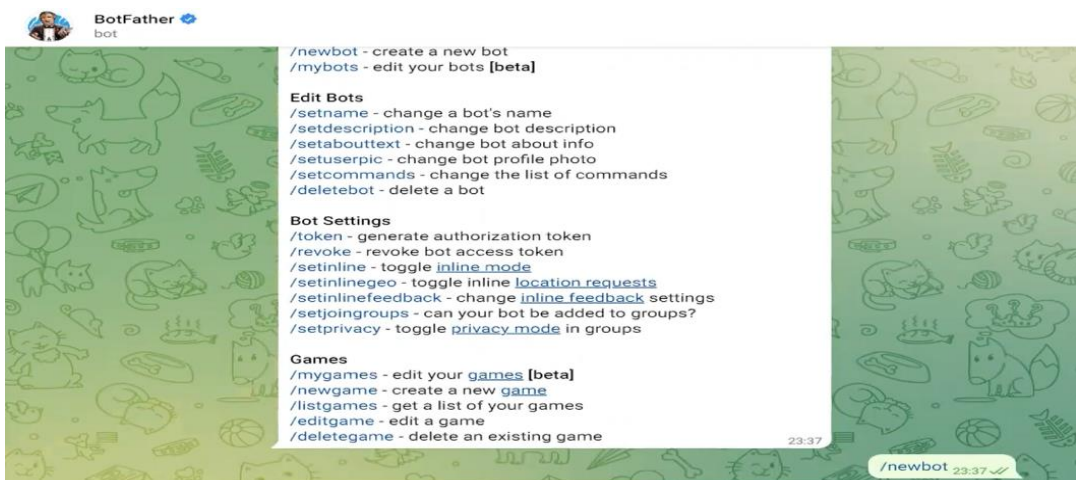 BotFather
bot
/newbot - create a new bot
/mybots - edit your bots [beta]
Edit Bots
/setname - change a bot's name
/setdescription - change bot description
/setabouttext - change bot about info
/setuserpic - change bot profile photo
/setcommands - change the list of commands
/deletebot - delete a bot
Bot Settings
/token - generate authorization token
/revoke - revoke bot access token
/setinline - toggle inline mode
/setinlinegeo - toggle inline location requests
/setinlinefeedback - change inline feedback settings
/setjoingroups - can your bot be added to groups?
/setprivacy - toggle privacy mode in groups
Games
/mygames - edit your games [beta]
/newgame - create a new game
/listgames - get a list of your games
/editgame - edit a game
/deletegame - delete an existing game
23:37
/newbot 23:37